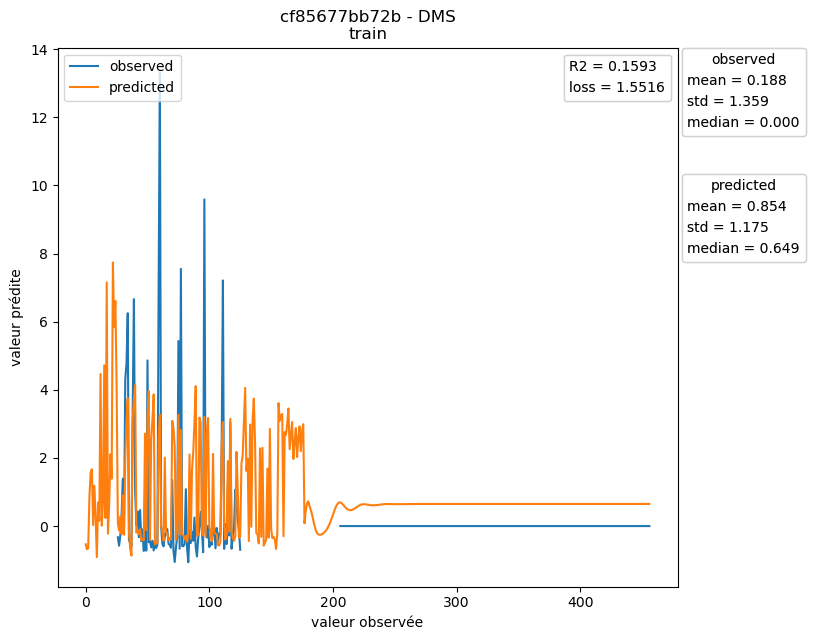 cf85677bb72b - DMS
train
observed
predicted
R2 = 0.1593
loss = 1.5516
observed
mean = 0.188
std = 1.359
median = 0.000
predicted
mean = 0.854
std = 1.175
median = 0.649
valeur prédite
14
12
10
8
6
4
2
0
0
100
200
300
400
valeur observée